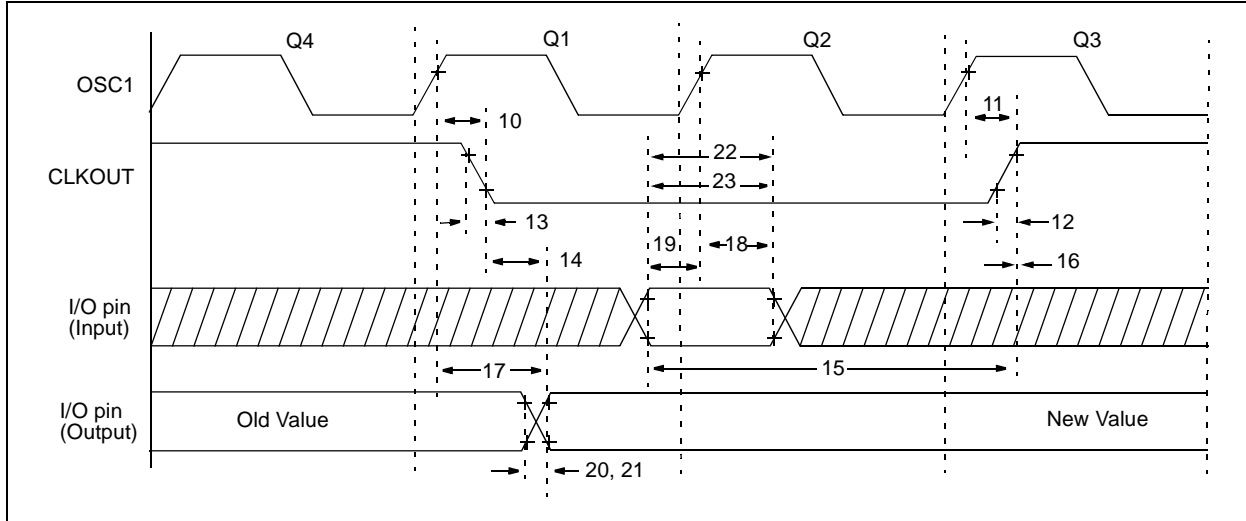 Q4 Q1 Q2 Q3
OSC1
10 11
22
CLKOUT
23
13 12
19 18
14 16
I/O pin
(Input)
17 15
I/O pin
(Output)
Old Value New Value
20, 21